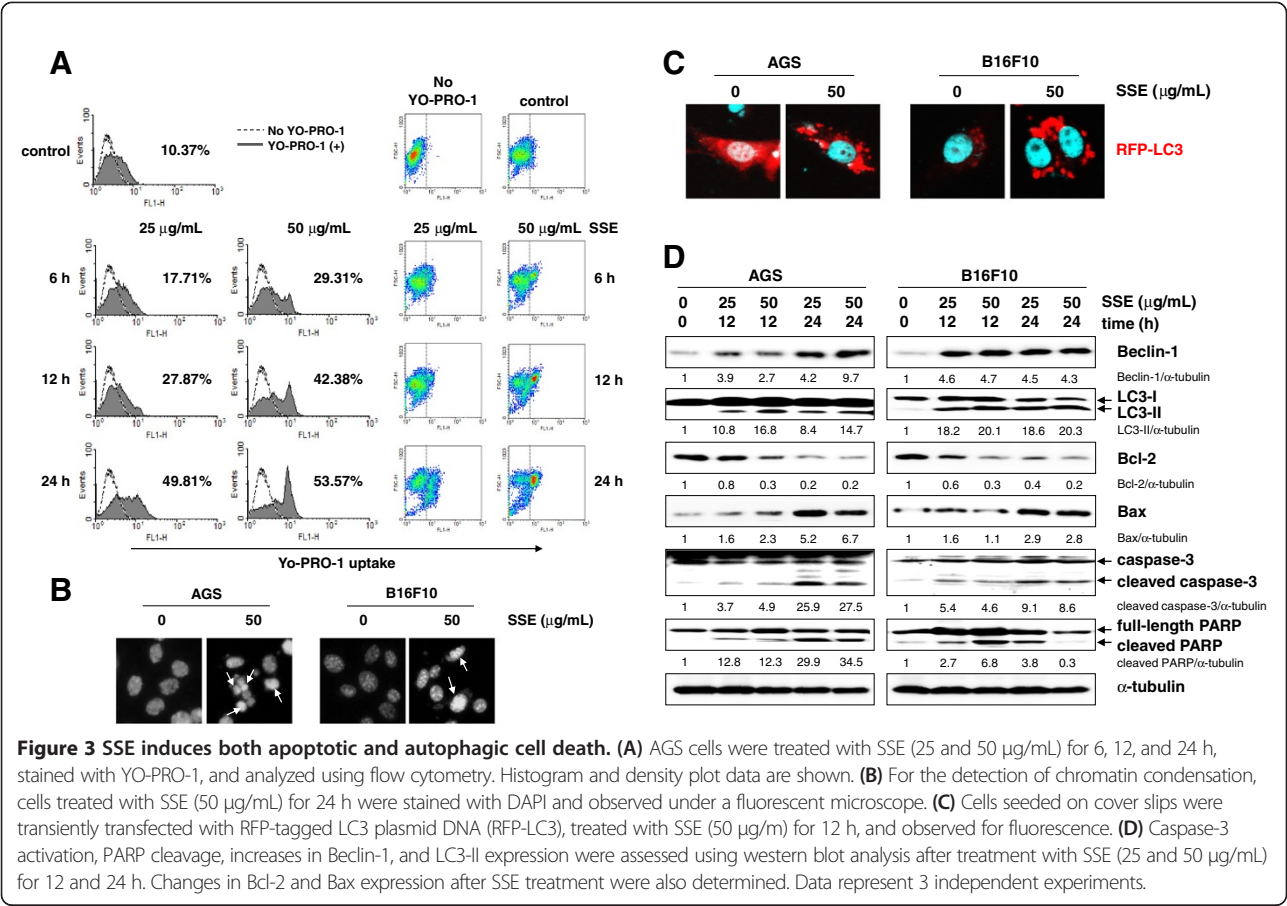 A
No
YO-PRO-1
control
100
0
Events
control
10.37%
No YO-PRO-1
YO-PRO-1 (+)
10⁰ 10¹ 10² 10³
FL1-H
25 µg/mL 50 µg/mL 25 µg/mL 50 µg/mL SSE
6 h 17.71% 29.31% 6 h
12 h 27.87% 42.38% 12 h
24 h 49.81% 53.57% 24 h
Yo-PRO-1 uptake
B
AGS B16F10
0 50 0 50 SSE (µg/mL)
C
AGS B16F10
0 50 0 50 SSE (µg/mL)
RFP-LC3
D
AGS B16F10
0 25 50 25 50 0 25 50 25 50 SSE (µg/mL)
0 12 12 24 24 0 12 12 24 24 time (h)
Beclin-1
1 3.9 2.7 4.2 9.7 1 4.6 4.7 4.5 4.3 Beclin-1/α-tubulin
LC3-I
LC3-II
1 10.8 16.8 8.4 14.7 1 18.2 20.1 18.6 20.3 LC3-II/α-tubulin
Bcl-2
1 0.8 0.3 0.2 0.2 1 0.6 0.3 0.4 0.2 Bcl-2/α-tubulin
Bax
1 1.6 2.3 5.2 6.7 1 1.6 1.1 2.9 2.8 Bax/α-tubulin
caspase-3
cleaved caspase-3
1 3.7 4.9 25.9 27.5 1 5.4 4.6 9.1 8.6 cleaved caspase-3/α-tubulin
full-length PARP
cleaved PARP
1 12.8 12.3 29.9 34.5 1 2.7 6.8 3.8 0.3 cleaved PARP/α-tubulin
α-tubulin
Figure 3 SSE induces both apoptotic and autophagic cell death. (A) AGS cells were treated with SSE (25 and 50 µg/mL) for 6, 12, and 24 h,
stained with YO-PRO-1, and analyzed using flow cytometry. Histogram and density plot data are shown. (B) For the detection of chromatin condensation,
cells treated with SSE (50 µg/mL) for 24 h were stained with DAPI and observed under a fluorescent microscope. (C) Cells seeded on cover slips were
transiently transfected with RFP-tagged LC3 plasmid DNA (RFP-LC3), treated with SSE (50 µg/m) for 12 h, and observed for fluorescence. (D) Caspase-3
activation, PARP cleavage, increases in Beclin-1, and LC3-II expression were assessed using western blot analysis after treatment with SSE (25 and 50 µg/mL)
for 12 and 24 h. Changes in Bcl-2 and Bax expression after SSE treatment were also determined. Data represent 3 independent experiments.